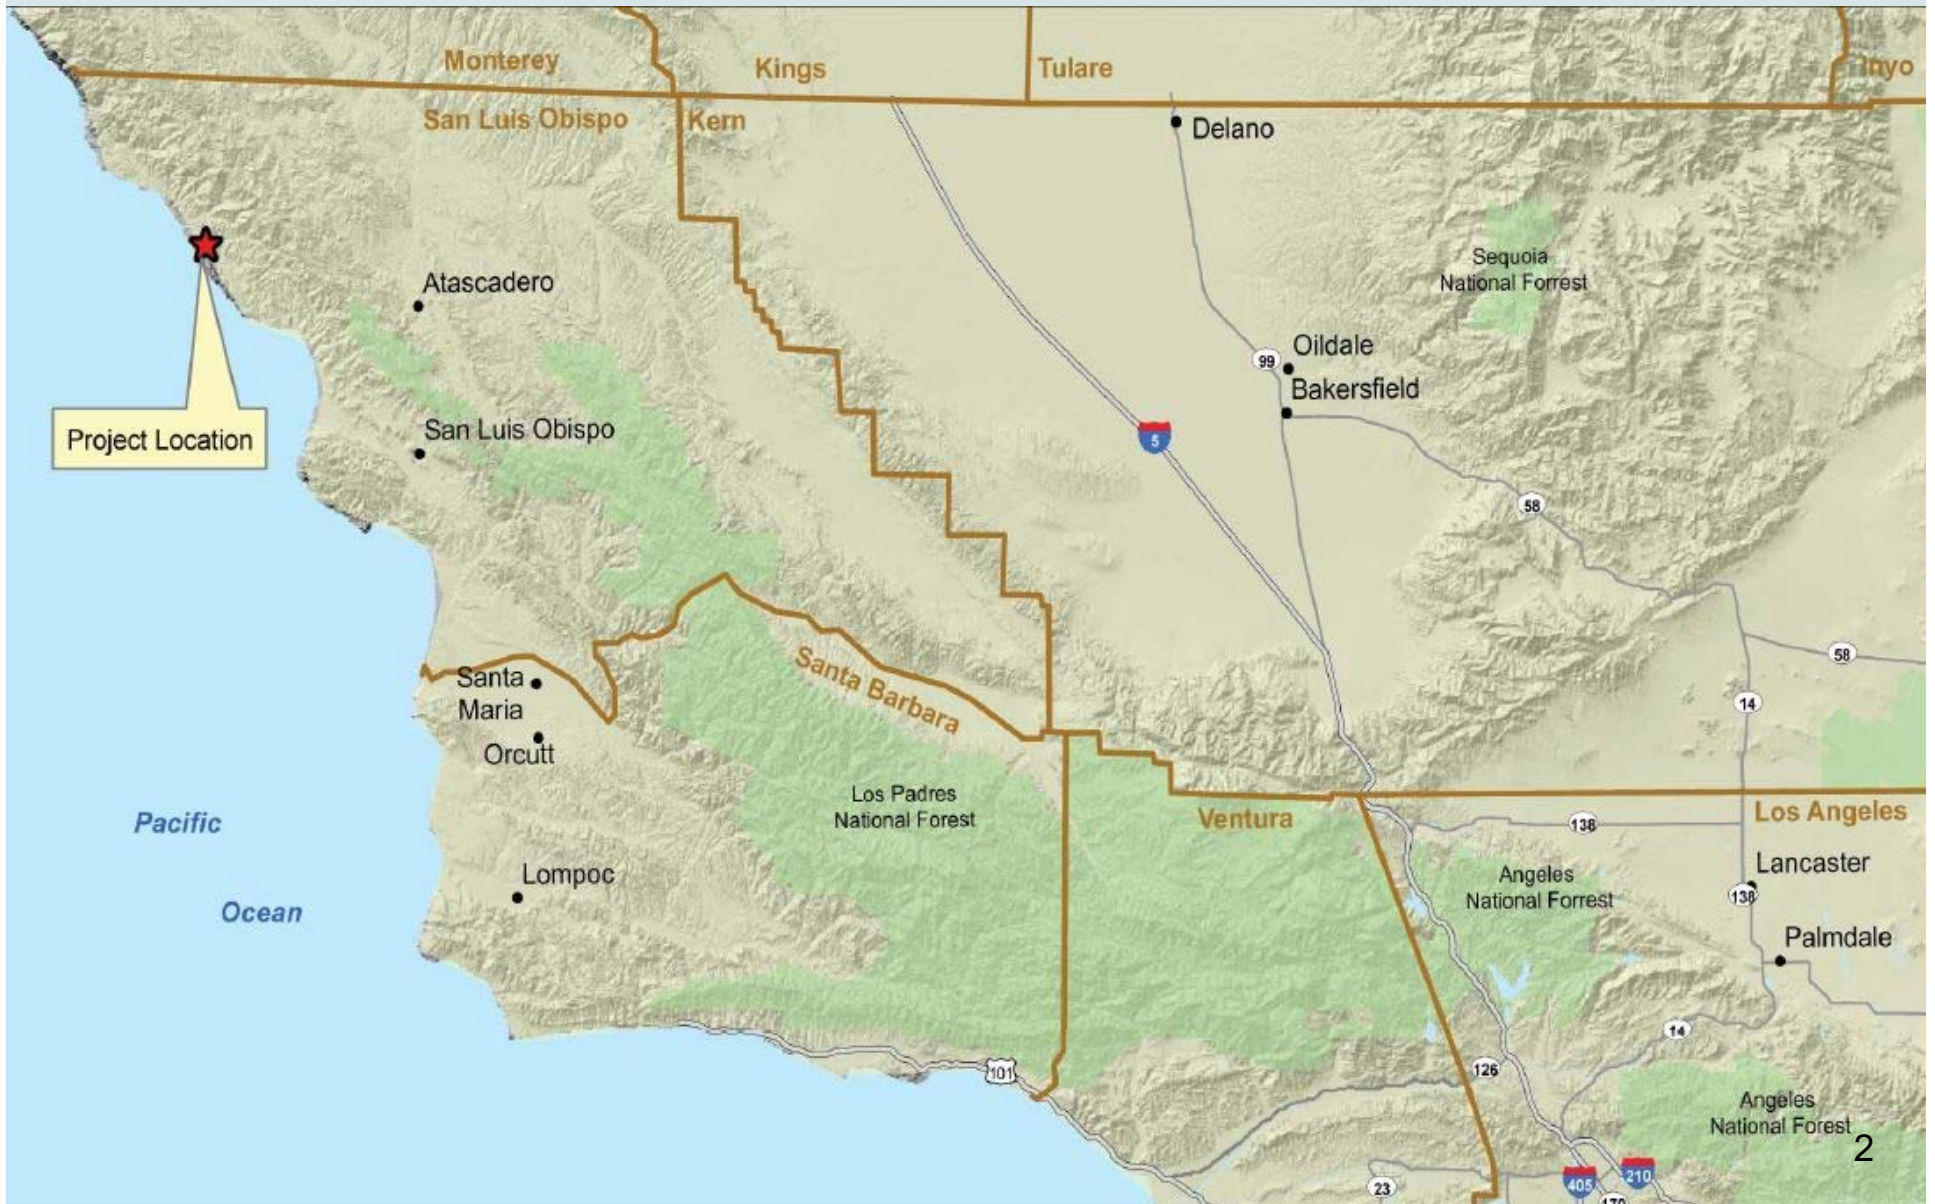 Monterey
Kings
Tulare
Inyo
San Luis Obispo
Kern
Delano
Sequoia
National Forrest
Atascadero
Oildale
99
Bakersfield
Project Location
San Luis Obispo
5
58
Santa Barbara
58
Santa
Maria
14
Orcutt
Los Padres
National Forest
Ventura
138
Los Angeles
Pacific
Ocean
Lompoc
Angeles
National Forrest
Lancaster
138
Palmdale
14
101
126
Angeles
National Forest
2
23
405
210
170